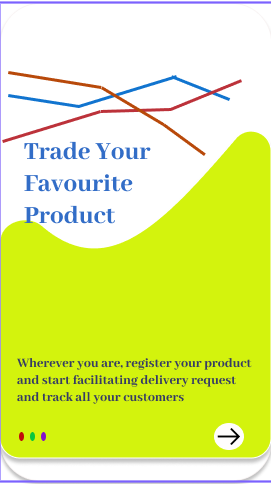 Trade Your
Favourite
Product
Wherever you are, register your product
and start facilitating delivery request
and track all your customers